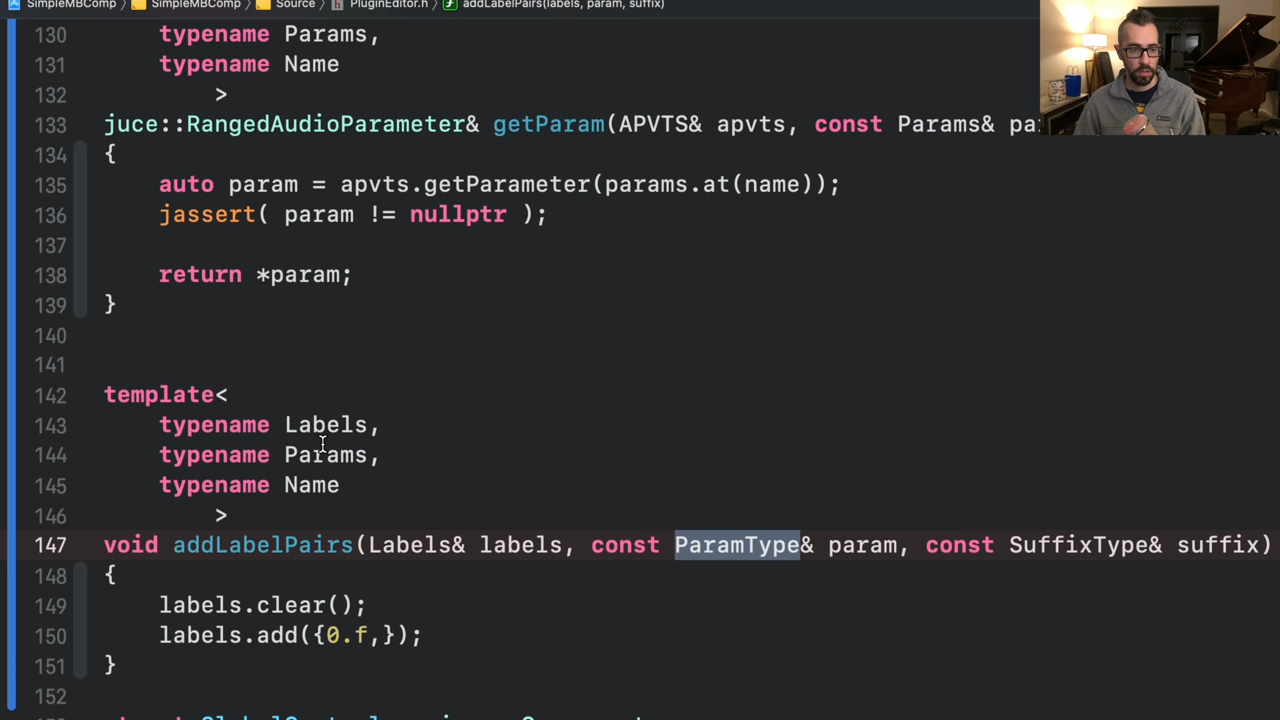 SimpleMBComp > SimpleMBComp > Source > PluginEditor.h > addLabelPairs(labels, param, suffix)
130 typename Params,
131 typename Name
132 >
133 juce::RangedAudioParameter& getParam(APVTS& apvts, const Params& pa
134 {
135 auto param = apvts.getParameter(params.at(name));
136 jassert( param != nullptr );
137
138 return *param;
139 }
140
141
142 template<
143 typename Labels,
144 typename Params,
145 typename Name
146 >
147 void addLabelPairs(Labels& labels, const ParamType& param, const SuffixType& suffix)
148 {
149 labels.clear();
150 labels.add({0.f,});
151 }
152